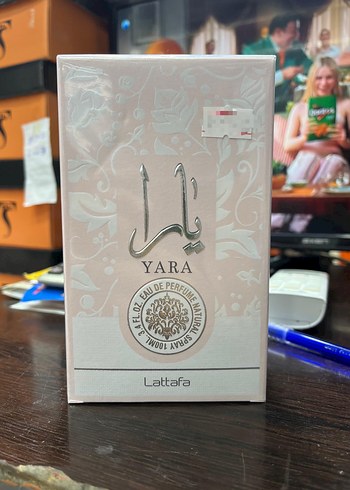 يارا
YARA
EAU DE PERFUME NATURAL SPRAY 100ML 3.4 FL.OZ.
Lattafa